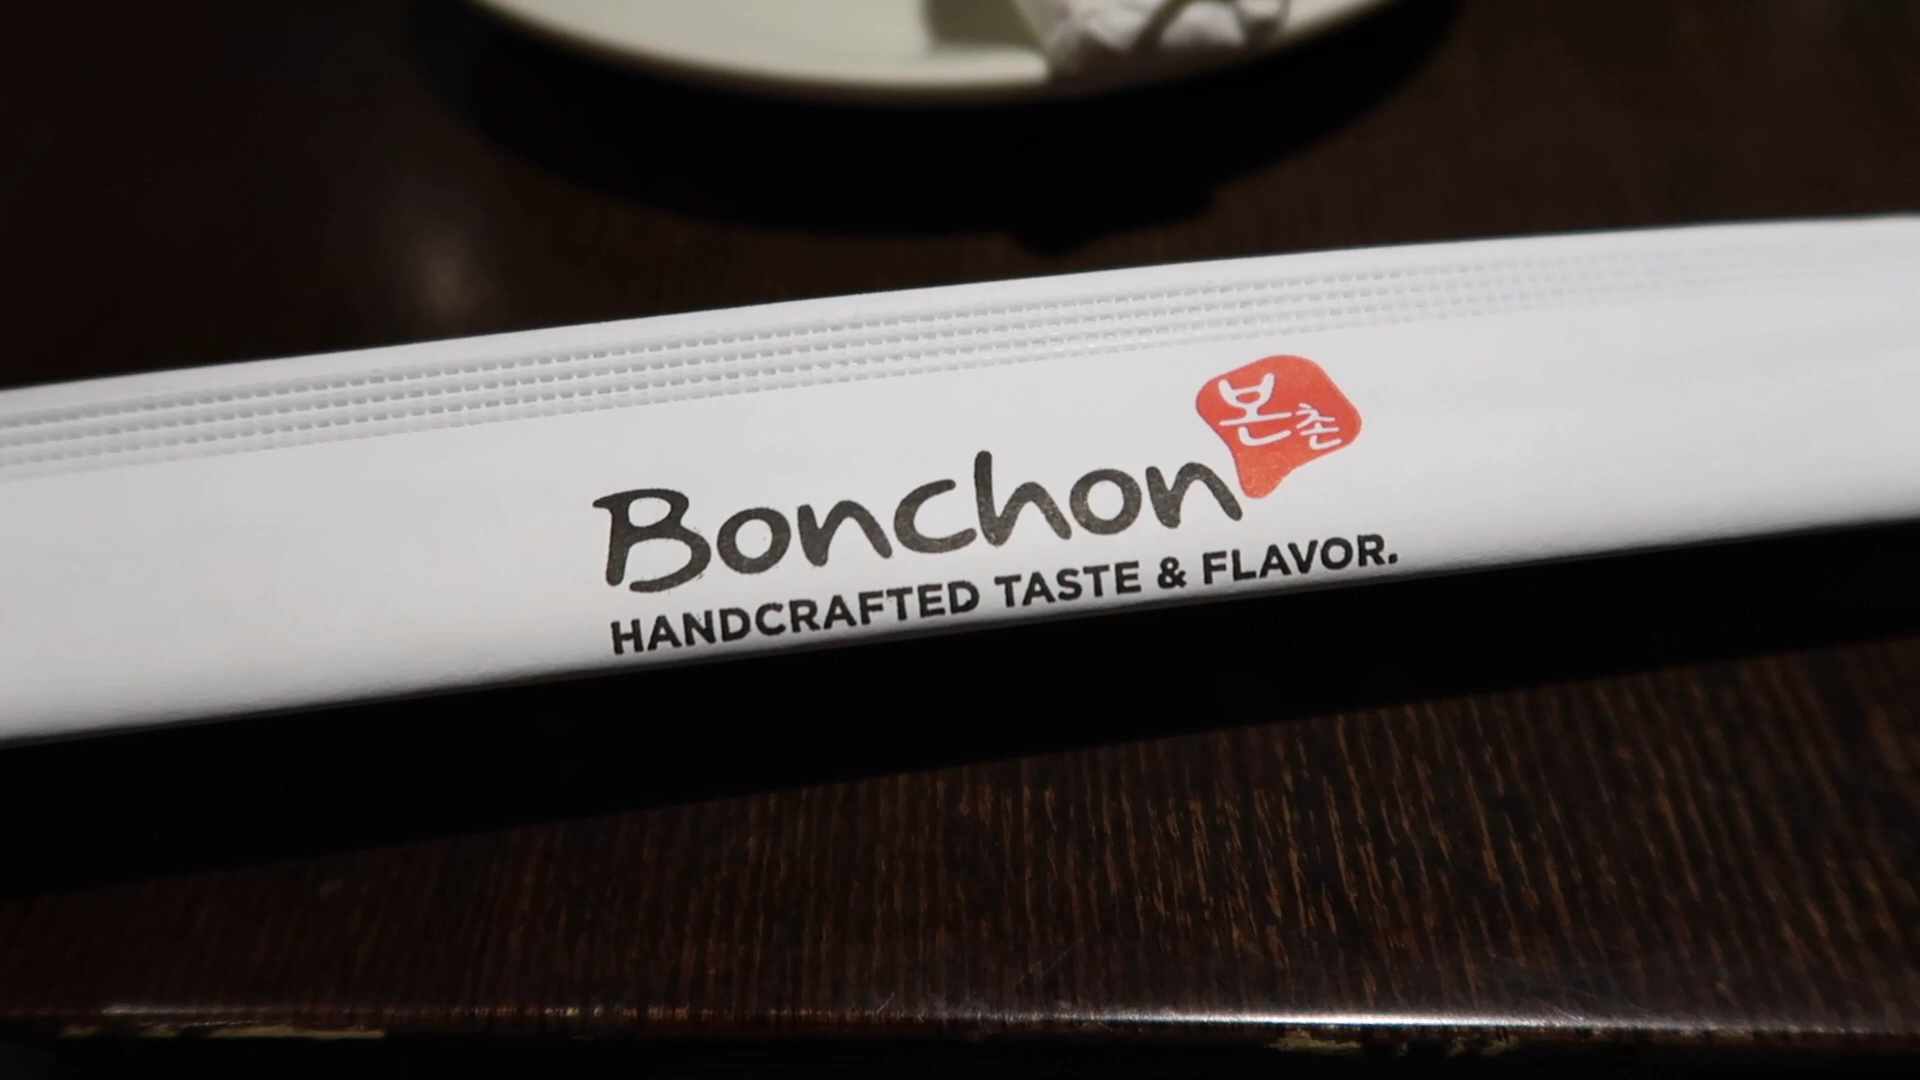 본촌
Bonchon
HANDCRAFTED TASTE & FLAVOR.